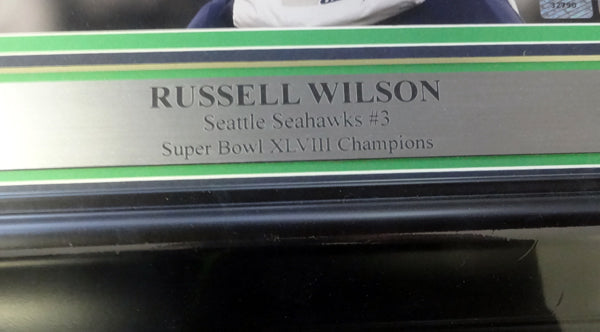 RUSSELL WILSON
Seattle Seahawks #3
Super Bowl XLVIII Champions